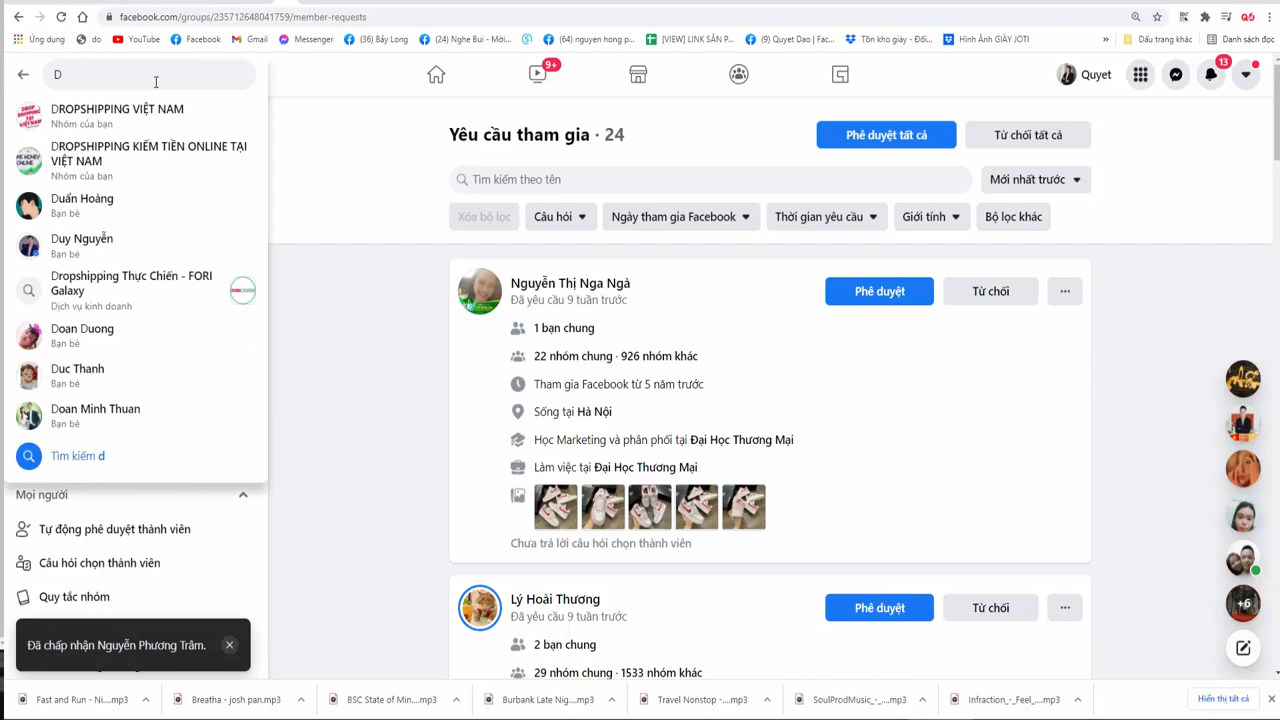 facebook.com/groups/235712648041759/member-requests
Ứng dụng do YouTube Facebook Gmail Messenger (36) Bảy Long (24) Nghe Bui - Mời... (64) nguyen hong p... [VIEW] LINK SẢN P... (9) Quyet Dao | Fac... Tồn kho giày - Đối... Hình Ảnh GIÀY JOTI » Dấu trang khác Danh sách đọc
D
9+
Quyet
13
DROPSHIPPING VIỆT NAM
Nhóm của bạn
DROPSHIPPING KIẾM TIỀN ONLINE TẠI
VIỆT NAM
Nhóm của bạn
Duẩn Hoàng
Bạn bè
Duy Nguyễn
Bạn bè
Dropshipping Thực Chiến - FORI
Galaxy
Dịch vụ kinh doanh
Doan Duong
Bạn bè
Duc Thanh
Bạn bè
Doan Minh Thuan
Bạn bè
Tìm kiếm d
Mọi người
Tự động phê duyệt thành viên
Câu hỏi chọn thành viên
Quy tắc nhóm
Đã chấp nhận Nguyễn Phương Trâm.
Yêu cầu tham gia · 24
Phê duyệt tất cả
Từ chối tất cả
Tìm kiếm theo tên
Mới nhất trước
Xóa bộ lọc
Câu hỏi
Ngày tham gia Facebook
Thời gian yêu cầu
Giới tính
Bộ lọc khác
Nguyễn Thị Nga Ngà
Đã yêu cầu 9 tuần trước
Phê duyệt
Từ chối
1 bạn chung
22 nhóm chung · 926 nhóm khác
Tham gia Facebook từ 5 năm trước
Sống tại Hà Nội
Học Marketing và phân phối tại Đại Học Thương Mại
Làm việc tại Đại Học Thương Mại
Chưa trả lời câu hỏi chọn thành viên
Lý Hoài Thương
Đã yêu cầu 9 tuần trước
Phê duyệt
Từ chối
2 bạn chung
29 nhóm chung · 1533 nhóm khác
+6
Fast and Run - Ni....mp3
Breatha - josh pan.mp3
BSC State of Min....mp3
Burbank Late Nig....mp3
Travel Nonstop -....mp3
SoulProdMusic_-_....mp3
Infraction_-_Feel_....mp3
Hiển thị tất cả